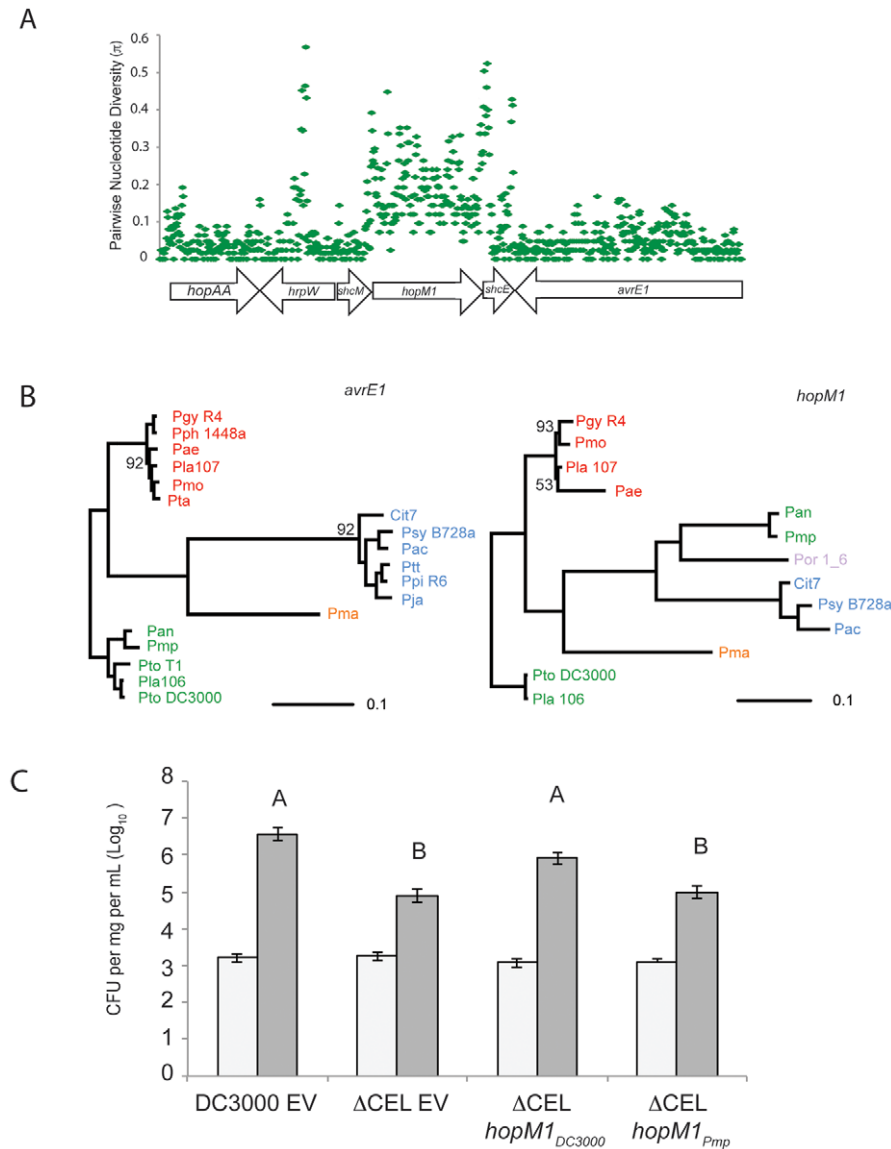 A
Pairwise Nucleotide Diversity (π)
0.6
0.5
0.4
0.3
0.2
0.1
0
hopAA
hrpW
shcM
hopM1
shcE
avrE1
B
avrE1
Pgy R4
Pph 1448a
Pae
92
Pla107
Pmo
Pta
Cit7
92
Psy B728a
Pac
Ptt
Ppi R6
Pja
Pma
Pan
Pmp
Pto T1
Pla106
Pto DC3000
0.1
hopM1
Pgy R4
93
Pmo
Pla 107
53
Pae
Pan
Pmp
Por 1_6
Cit7
Psy B728a
Pac
Pma
Pto DC3000
Pla 106
0.1
C
CFU per mg per mL (Log10)
8
7
6
5
4
3
2
1
0
A
B
A
B
DC3000 EV
ΔCEL EV
ΔCEL
hopM1DC3000
ΔCEL
hopM1Pmp